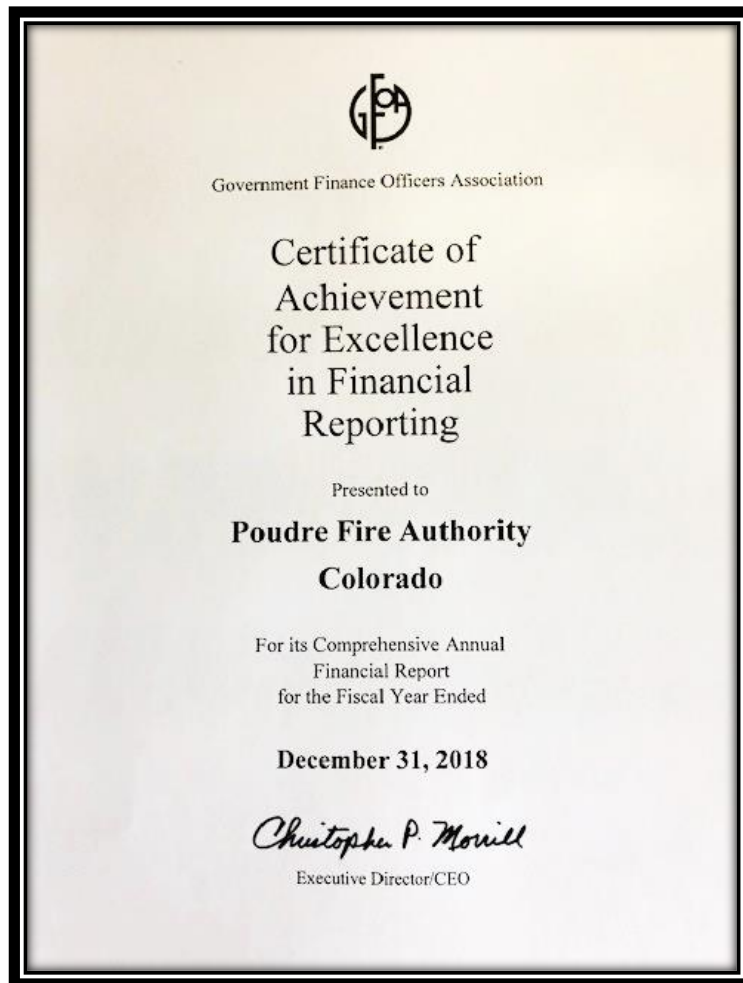 GFOA
Government Finance Officers Association
Certificate of
Achievement
for Excellence
in Financial
Reporting
Presented to
Poudre Fire Authority
Colorado
For its Comprehensive Annual
Financial Report
for the Fiscal Year Ended
December 31, 2018
Christopher P. Morrill
Executive Director/CEO